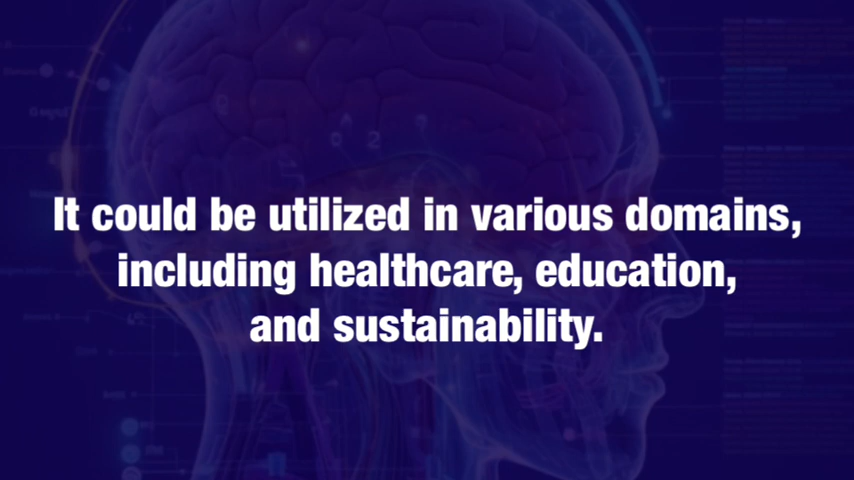 It could be utilized in various domains,
including healthcare, education,
and sustainability.